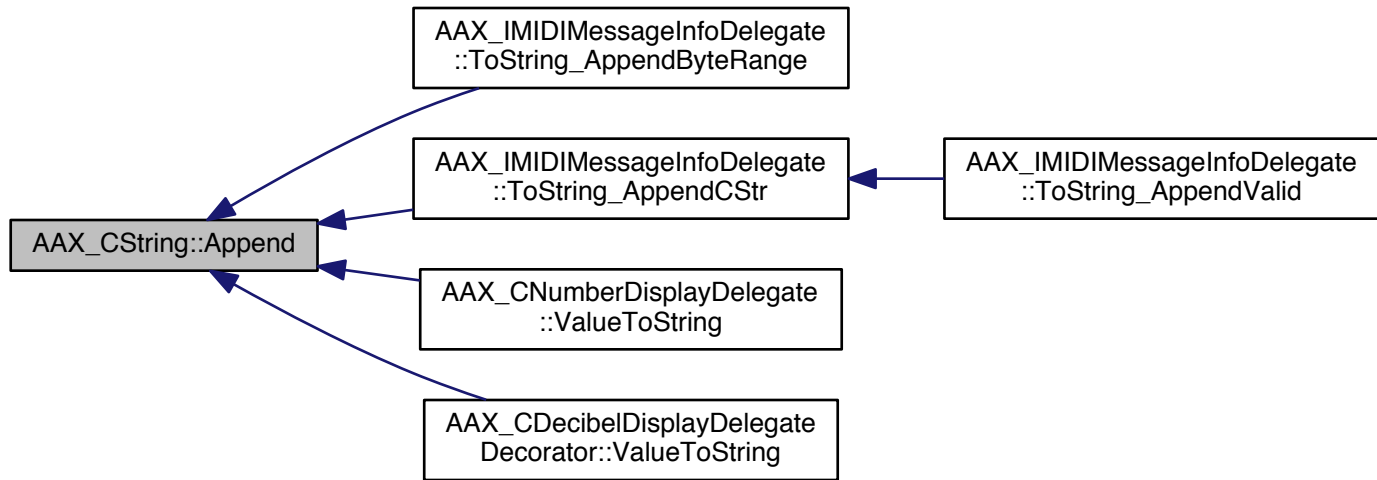 AAX_IMIDIMessageInfoDelegate
::ToString_AppendByteRange
AAX_IMIDIMessageInfoDelegate
::ToString_AppendCStr
AAX_IMIDIMessageInfoDelegate
::ToString_AppendValid
AAX_CString::Append
AAX_CNumberDisplayDelegate
::ValueToString
AAX_CDecibelDisplayDelegate
Decorator::ValueToString